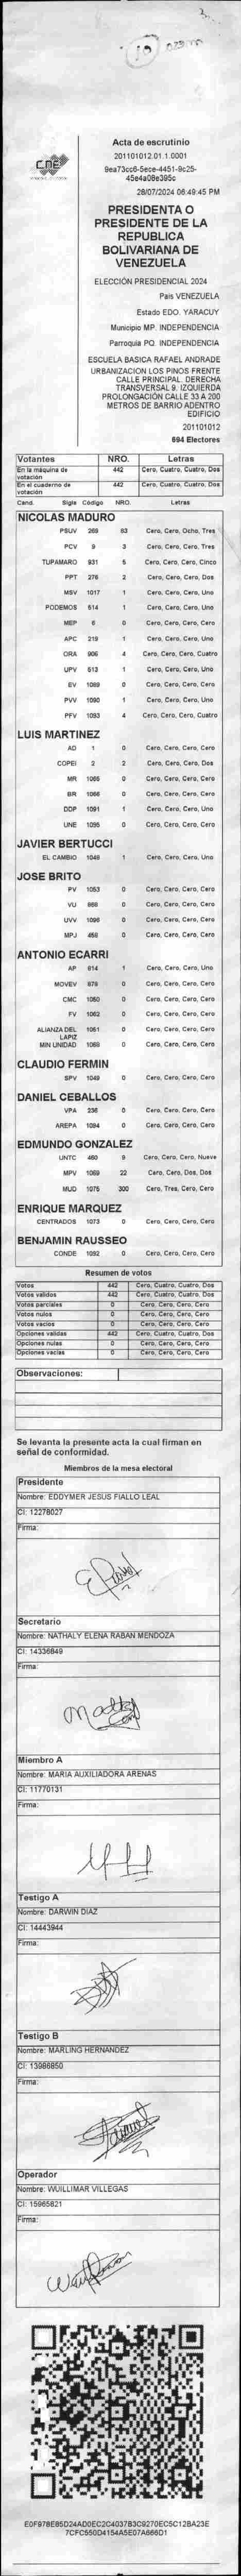 10
CNE
Acta de escrutinio
201101012.01.1.0001
9ea73cc6-5ece-4451-9c25-
45e4a08e395c
28/07/2024 06:49:45 PM
PRESIDENTA O
PRESIDENTE DE LA
REPUBLICA
BOLIVARIANA DE
VENEZUELA
ELECCIÓN PRESIDENCIAL 2024
País VENEZUELA
Estado EDO. YARACUY
Municipio MP. INDEPENDENCIA
Parroquia PQ. INDEPENDENCIA
ESCUELA BASICA RAFAEL ANDRADE
URBANIZACION LOS PINOS FRENTE
CALLE PRINCIPAL. DERECHA
TRANSVERSAL 9. IZQUIERDA
PROLONGACIÓN CALLE 33 A 200
METROS DE BARRIO ADENTRO
EDIFICIO
201101012
694 Electores
Votantes NRO. Letras
En la máquina de votación 442 Cero, Cuatro, Cuatro, Dos
En el cuaderno de votación 442 Cero, Cuatro, Cuatro, Dos
Cand. Sigla Código NRO. Letras
NICOLAS MADURO
PSUV 269 83 Cero, Cero, Ocho, Tres
PCV 9 3 Cero, Cero, Cero, Tres
TUPAMARO 931 5 Cero, Cero, Cero, Cinco
PPT 276 2 Cero, Cero, Cero, Dos
MSV 1017 1 Cero, Cero, Cero, Uno
PODEMOS 614 1 Cero, Cero, Cero, Uno
MEP 6 0 Cero, Cero, Cero, Cero
APC 219 1 Cero, Cero, Cero, Uno
ORA 906 4 Cero, Cero, Cero, Cuatro
UPV 513 1 Cero, Cero, Cero, Uno
EV 1089 0 Cero, Cero, Cero, Cero
PVV 1090 1 Cero, Cero, Cero, Uno
PFV 1093 4 Cero, Cero, Cero, Cuatro
LUIS MARTINEZ
AD 1 0 Cero, Cero, Cero, Cero
COPEI 2 2 Cero, Cero, Cero, Dos
MR 1065 0 Cero, Cero, Cero, Cero
BR 1066 0 Cero, Cero, Cero, Cero
DDP 1091 1 Cero, Cero, Cero, Uno
UNE 1095 0 Cero, Cero, Cero, Cero
JAVIER BERTUCCI
EL CAMBIO 1048 1 Cero, Cero, Cero, Uno
JOSE BRITO
PV 1053 0 Cero, Cero, Cero, Cero
VU 868 0 Cero, Cero, Cero, Cero
UVV 1096 0 Cero, Cero, Cero, Cero
MPJ 458 0 Cero, Cero, Cero, Cero
ANTONIO ECARRI
AP 814 1 Cero, Cero, Cero, Uno
MOVEV 878 0 Cero, Cero, Cero, Cero
CMC 1050 0 Cero, Cero, Cero, Cero
FV 1062 0 Cero, Cero, Cero, Cero
ALIANZA DEL LAPIZ 1051 0 Cero, Cero, Cero, Cero
MIN UNIDAD 1069 0 Cero, Cero, Cero, Cero
CLAUDIO FERMIN
SPV 1049 0 Cero, Cero, Cero, Cero
DANIEL CEBALLOS
VPA 236 0 Cero, Cero, Cero, Cero
AREPA 1094 0 Cero, Cero, Cero, Cero
EDMUNDO GONZALEZ
UNTC 460 9 Cero, Cero, Cero, Nueve
MPV 1069 22 Cero, Cero, Dos, Dos
MUD 1075 300 Cero, Tres, Cero, Cero
ENRIQUE MARQUEZ
CENTRADOS 1073 0 Cero, Cero, Cero, Cero
BENJAMIN RAUSSEO
CONDE 1092 0 Cero, Cero, Cero, Cero
Resumen de votos
Votos 442 Cero, Cuatro, Cuatro, Dos
Votos validos 442 Cero, Cuatro, Cuatro, Dos
Votos parciales 0 Cero, Cero, Cero, Cero
Votos nulos 0 Cero, Cero, Cero, Cero
Votos vacios 0 Cero, Cero, Cero, Cero
Opciones validas 442 Cero, Cuatro, Cuatro, Dos
Opciones nulas 0 Cero, Cero, Cero, Cero
Opciones vacias 0 Cero, Cero, Cero, Cero
Observaciones:
Se levanta la presente acta la cual firman en
señal de conformidad.
Miembros de la mesa electoral
Presidente
Nombre: EDDYMER JESUS FIALLO LEAL
CI: 12278027
Firma:
Secretario
Nombre: NATHALY ELENA RABAN MENDOZA
CI: 14336649
Firma:
Miembro A
Nombre: MARIA AUXILIADORA ARENAS
CI: 11770131
Firma:
Testigo A
Nombre: DARWIN DIAZ
CI: 14443944
Firma:
Testigo B
Nombre: MARLING HERNANDEZ
CI: 13986850
Firma:
Operador
Nombre: WUILLIMAR VILLEGAS
CI: 15965821
Firma:
E0F978E85D24AD0EC2C4037B3C9270EC5C12BA23E
7CFC550D4154A5E07A666D1